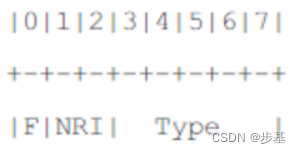 |0|1|2|3|4|5|6|7|
+-+-+-+-+-+-+-+-+
|F|NRI|  Type   |
CSDN @步基